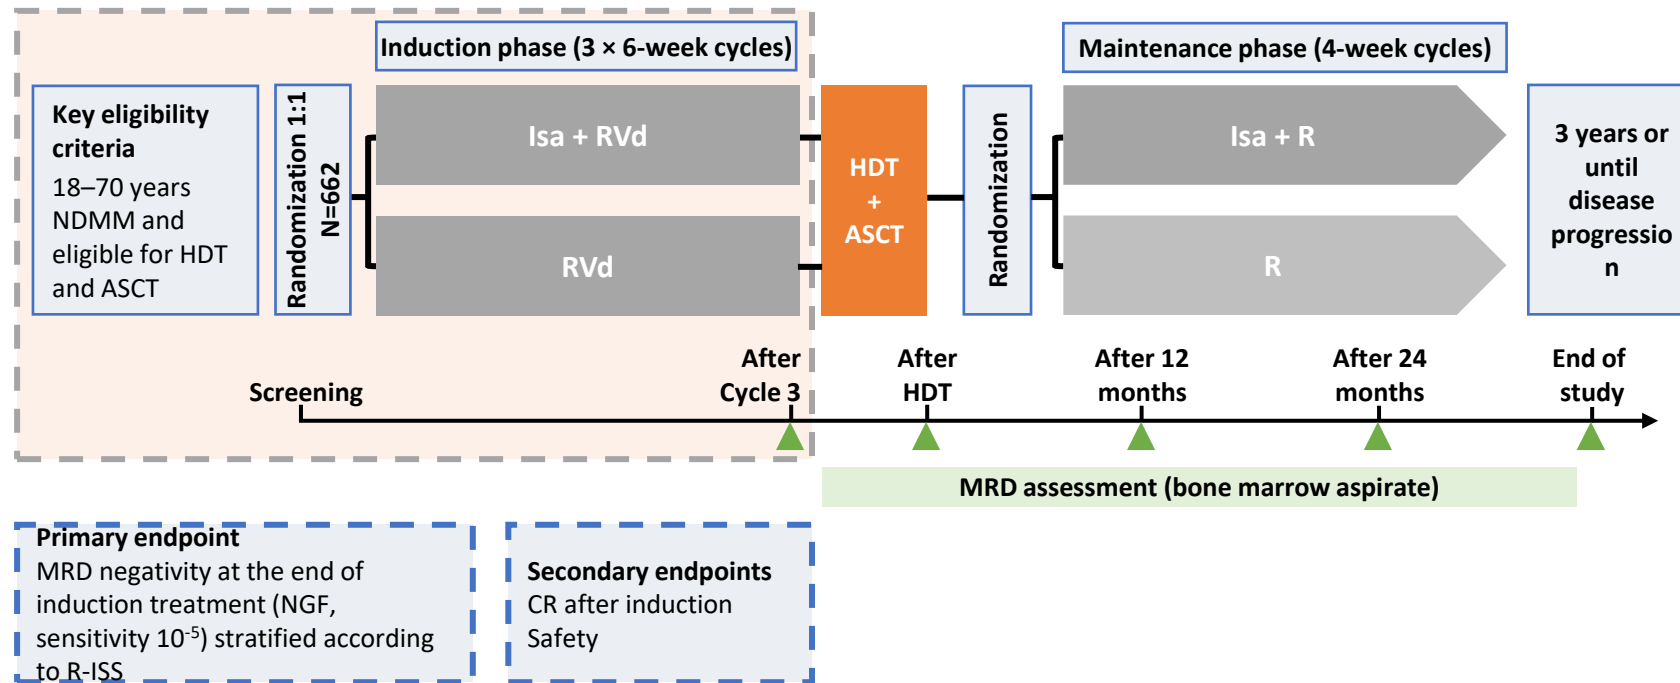 Induction phase (3 × 6-week cycles)
Maintenance phase (4-week cycles)
Key eligibility
criteria
18–70 years
NDMM and
eligible for HDT
and ASCT
Randomization 1:1
N=662
Isa + RVd
RVd
HDT
+
ASCT
Randomization
Isa + R
R
3 years or
until
disease
progressio
n
Screening
After
Cycle 3
After
HDT
After 12
months
After 24
months
End of
study
MRD assessment (bone marrow aspirate)
Primary endpoint
MRD negativity at the end of
induction treatment (NGF,
sensitivity 10⁻⁵) stratified according
to R-ISS
Secondary endpoints
CR after induction
Safety